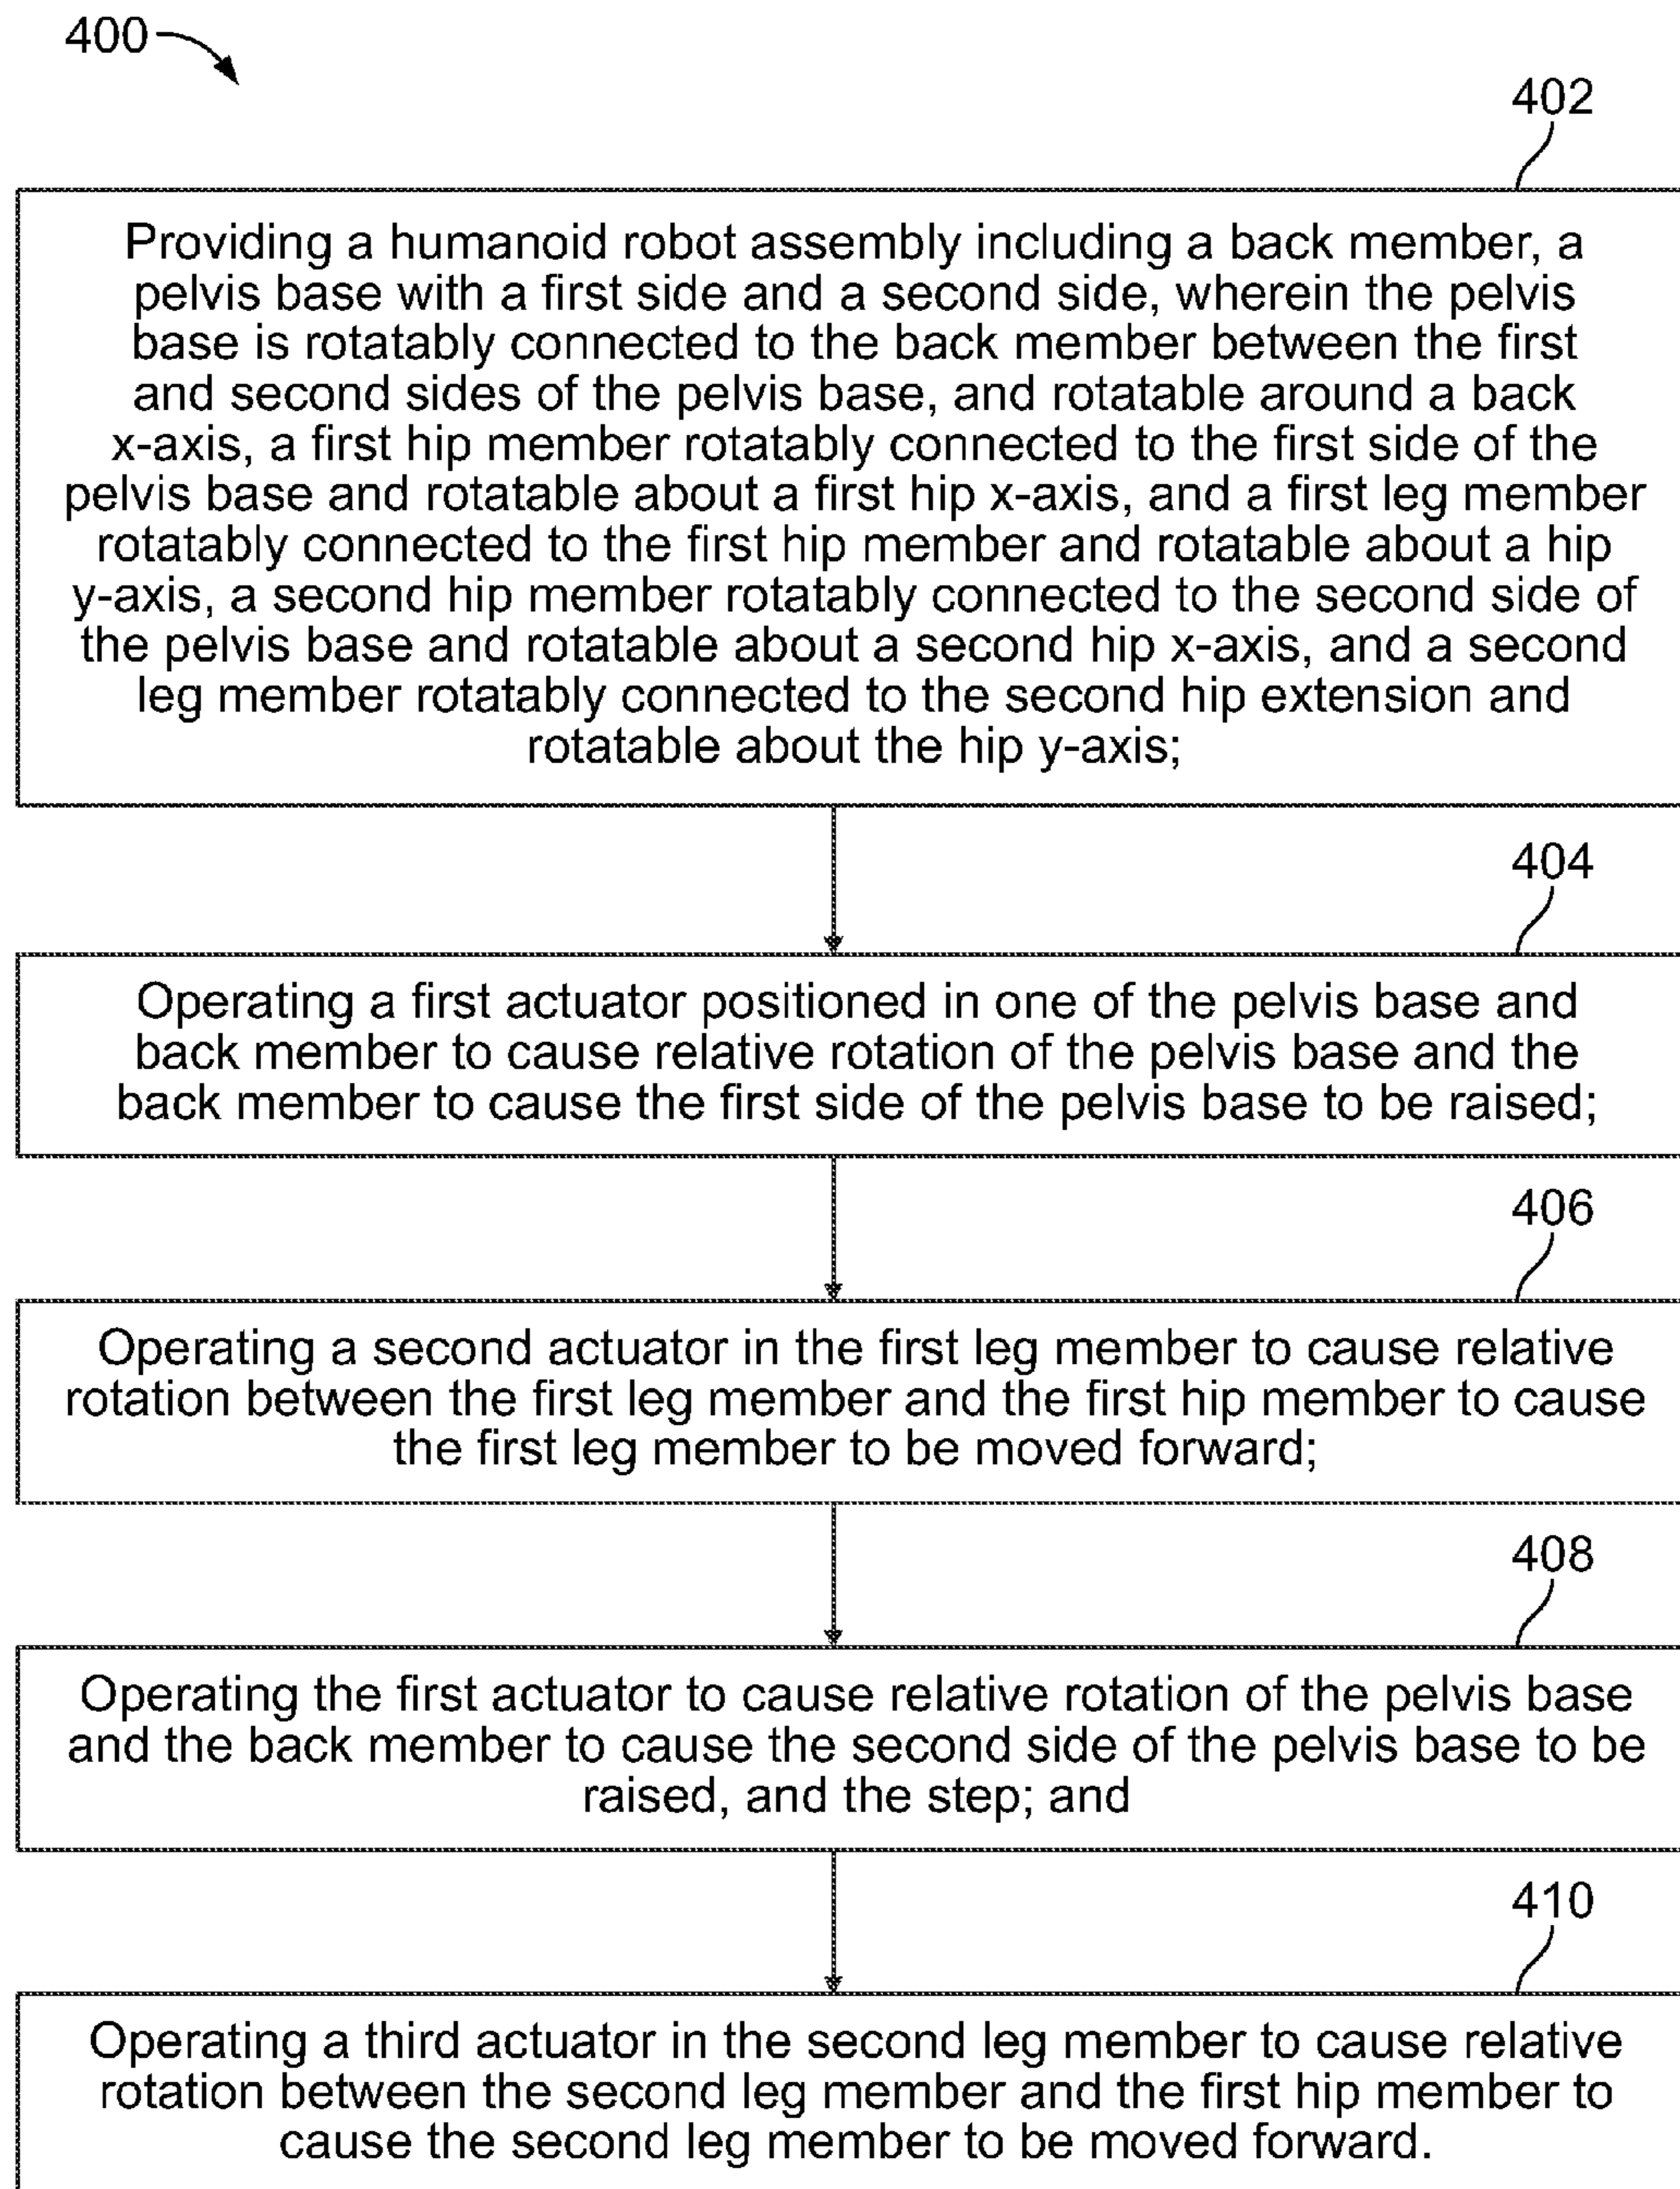 400
402
Providing a humanoid robot assembly including a back member, a
pelvis base with a first side and a second side, wherein the pelvis
base is rotatably connected to the back member between the first
and second sides of the pelvis base, and rotatable around a back
x-axis, a first hip member rotatably connected to the first side of the
pelvis base and rotatable about a first hip x-axis, and a first leg member
rotatably connected to the first hip member and rotatable about a hip
y-axis, a second hip member rotatably connected to the second side of
the pelvis base and rotatable about a second hip x-axis, and a second
leg member rotatably connected to the second hip extension and
rotatable about the hip y-axis;
404
Operating a first actuator positioned in one of the pelvis base and
back member to cause relative rotation of the pelvis base and the
back member to cause the first side of the pelvis base to be raised;
406
Operating a second actuator in the first leg member to cause relative
rotation between the first leg member and the first hip member to cause
the first leg member to be moved forward;
408
Operating the first actuator to cause relative rotation of the pelvis base
and the back member to cause the second side of the pelvis base to be
raised, and the step; and
410
Operating a third actuator in the second leg member to cause relative
rotation between the second leg member and the first hip member to
cause the second leg member to be moved forward.